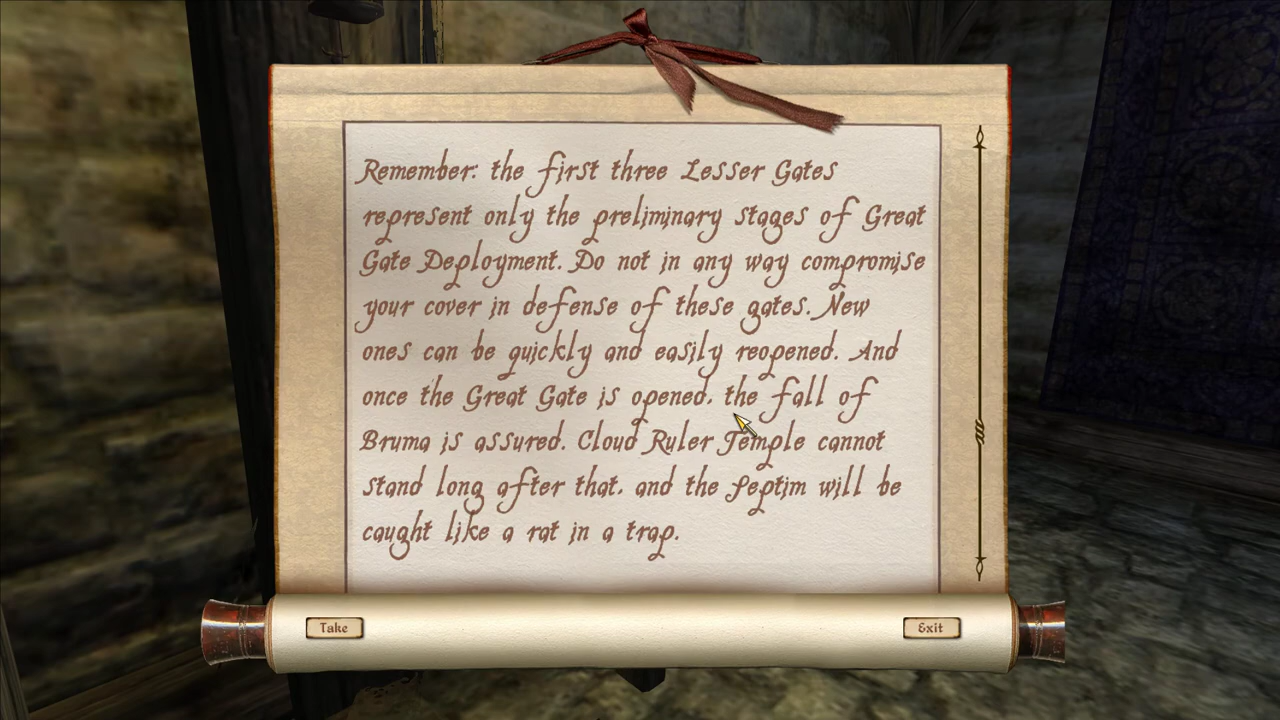 Remember: the first three Lesser Gates
represent only the preliminary stages of Great
Gate Deployment. Do not in any way compromise
your cover in defense of these gates. New
ones can be quickly and easily reopened. And
once the Great Gate is opened, the fall of
Bruma is assured. Cloud Ruler Temple cannot
stand long after that, and the Septim will be
caught like a rat in a trap.
Take
Exit